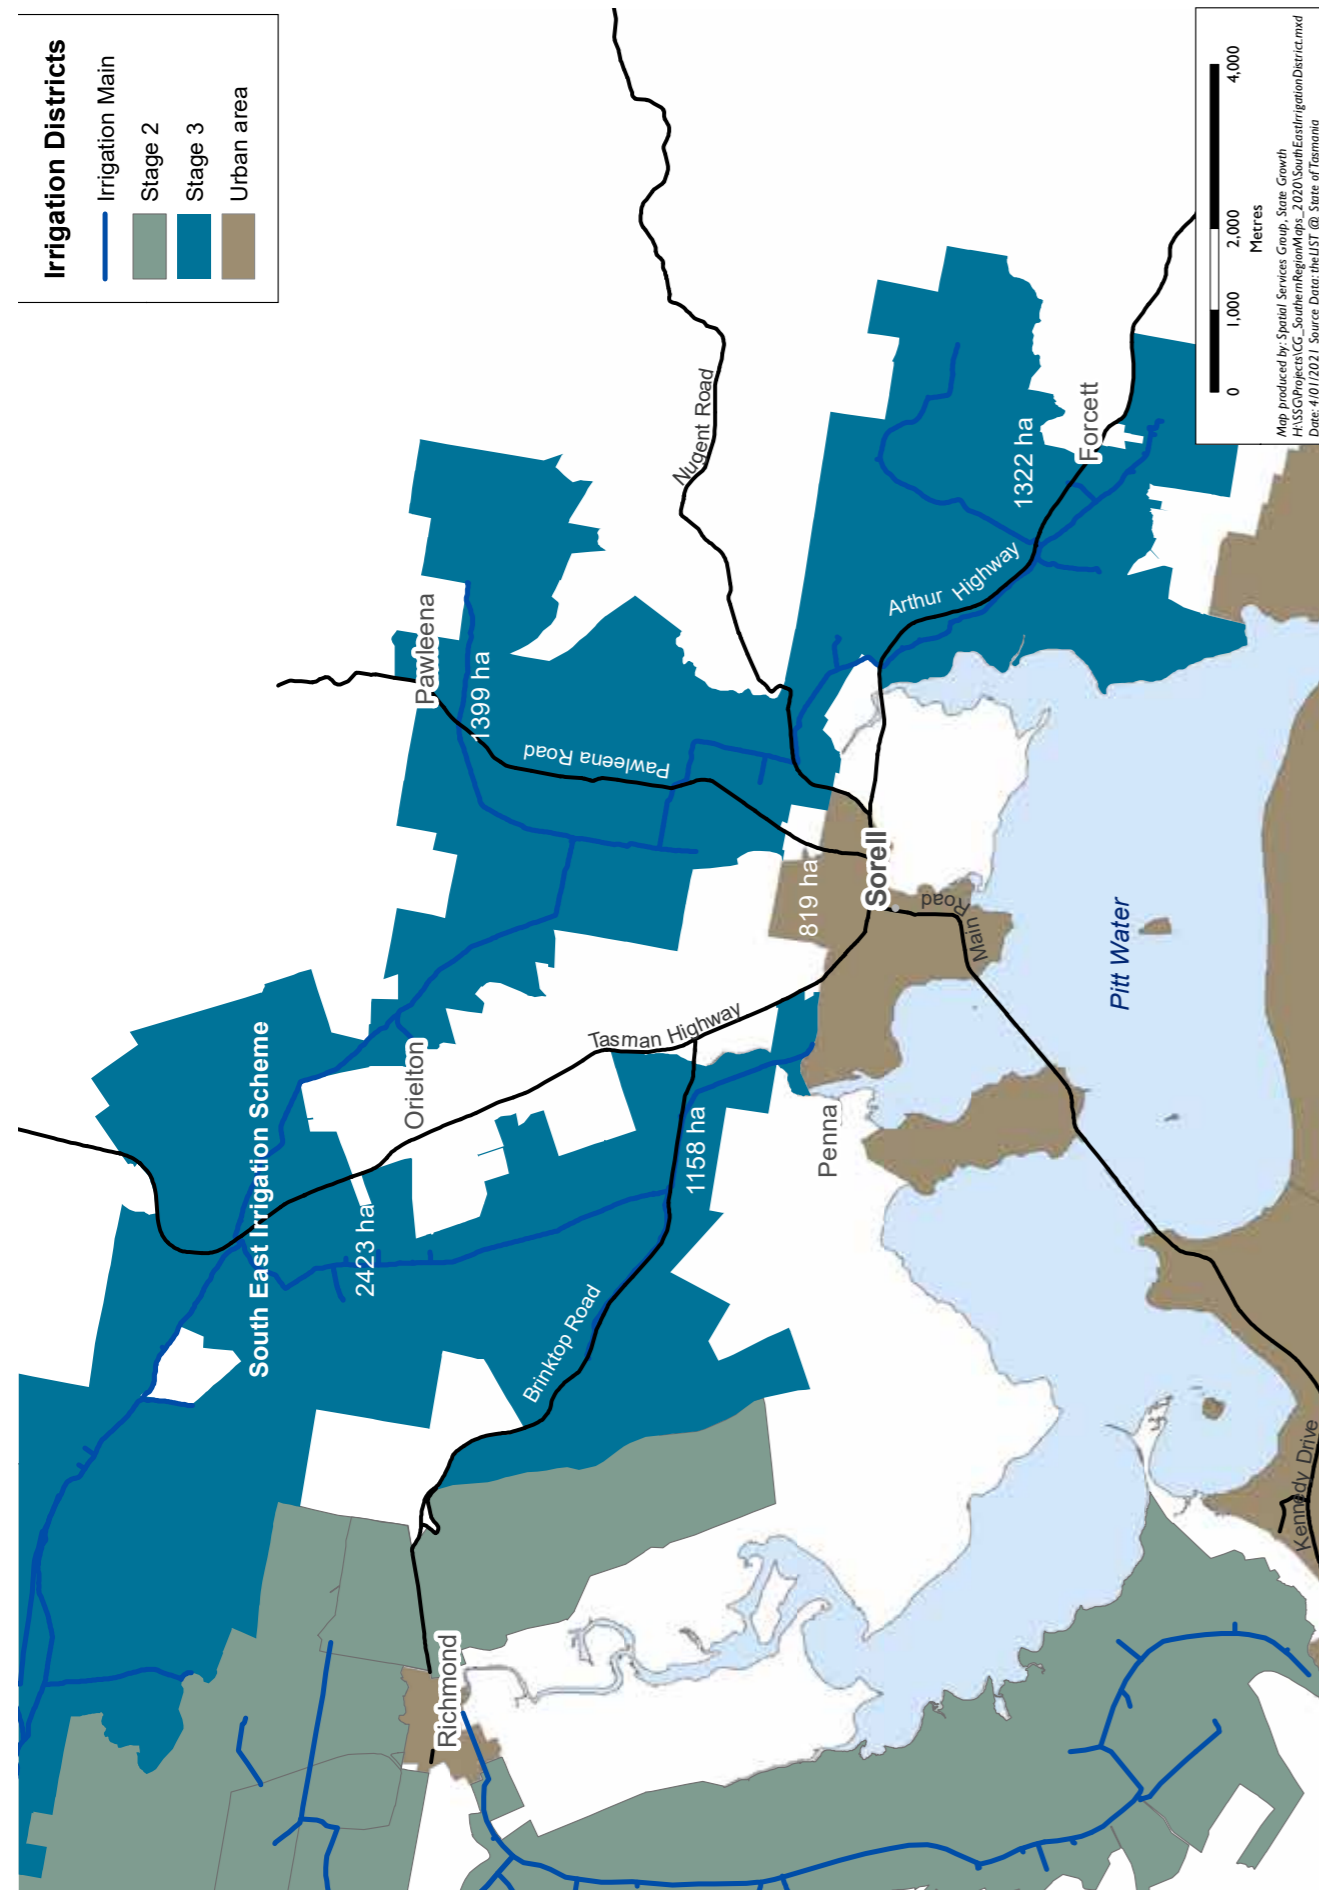 Irrigation Districts
Irrigation Main
Stage 2
Stage 3
Urban area
Nugent Road
Pawleena
1399 ha
Pawleena Road
Arthur Highway
1322 ha
Forcett
South East Irrigation Scheme
Orielton
2423 ha
Tasman Highway
819 ha
Sorell
Main Road
Pitt Water
1158 ha
Penna
Brinktop Road
Richmond
Kennedy Drive
0 1,000 2,000 4,000
Metres
Map produced by: Spatial Services Group, State Growth
H:\SSG\Projects\CG_SouthernRegionMaps_2020\SouthEastIrrigationDistrict.mxd
Date: 4/01/2021 Source Data: theLIST @ State of Tasmania